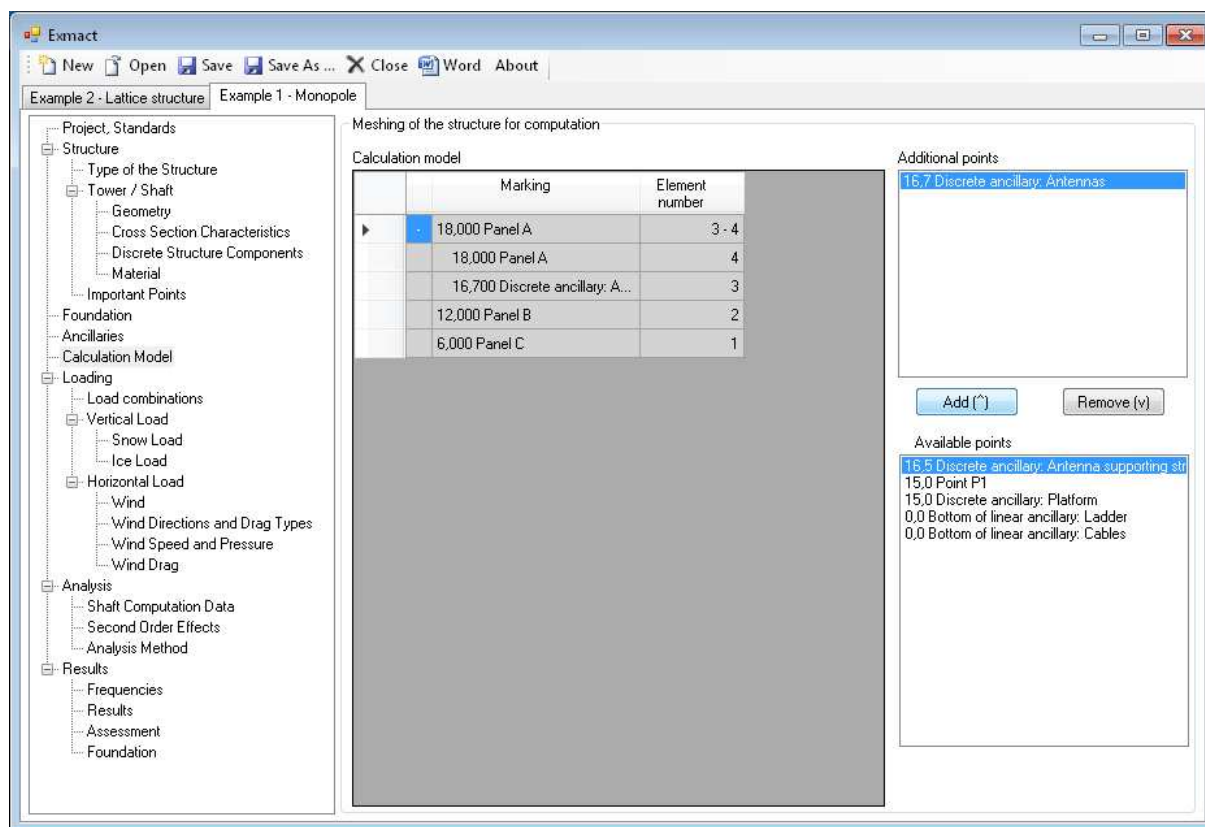 Exmact
New Open Save Save As ... Close Word About
Example 2 - Lattice structure Example 1 - Monopole
Project, Standards
Structure
Type of the Structure
Tower / Shaft
Geometry
Cross Section Characteristics
Discrete Structure Components
Material
Important Points
Foundation
Ancillaries
Calculation Model
Loading
Load combinations
Vertical Load
Snow Load
Ice Load
Horizontal Load
Wind
Wind Directions and Drag Types
Wind Speed and Pressure
Wind Drag
Analysis
Shaft Computation Data
Second Order Effects
Analysis Method
Results
Frequencies
Results
Assessment
Foundation
Meshing of the structure for computation
Calculation model
Marking Element
number
18,000 Panel A 3 - 4
18,000 Panel A 4
16,700 Discrete ancillary: A... 3
12,000 Panel B 2
6,000 Panel C 1
Additional points
16,7 Discrete ancillary: Antennas
Add (^) Remove (v)
Available points
16,5 Discrete ancillary: Antenna supporting str
15,0 Point P1
15,0 Discrete ancillary: Platform
0,0 Bottom of linear ancillary: Ladder
0,0 Bottom of linear ancillary: Cables